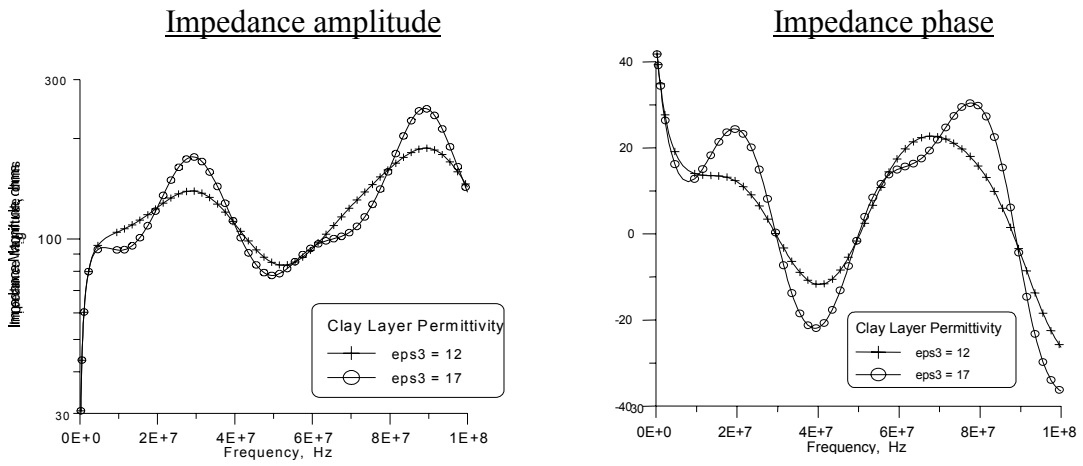 Impedance amplitude
300
100
30
0E+0 2E+7 4E+7 6E+7 8E+7 1E+8
Frequency, Hz
Clay Layer Permittivity
eps3 = 12
eps3 = 17
Impedance phase
40
20
0
-20
-40
0E+0 2E+7 4E+7 6E+7 8E+7 1E+8
Frequency, Hz
Clay Layer Permittivity
eps3 = 12
eps3 = 17